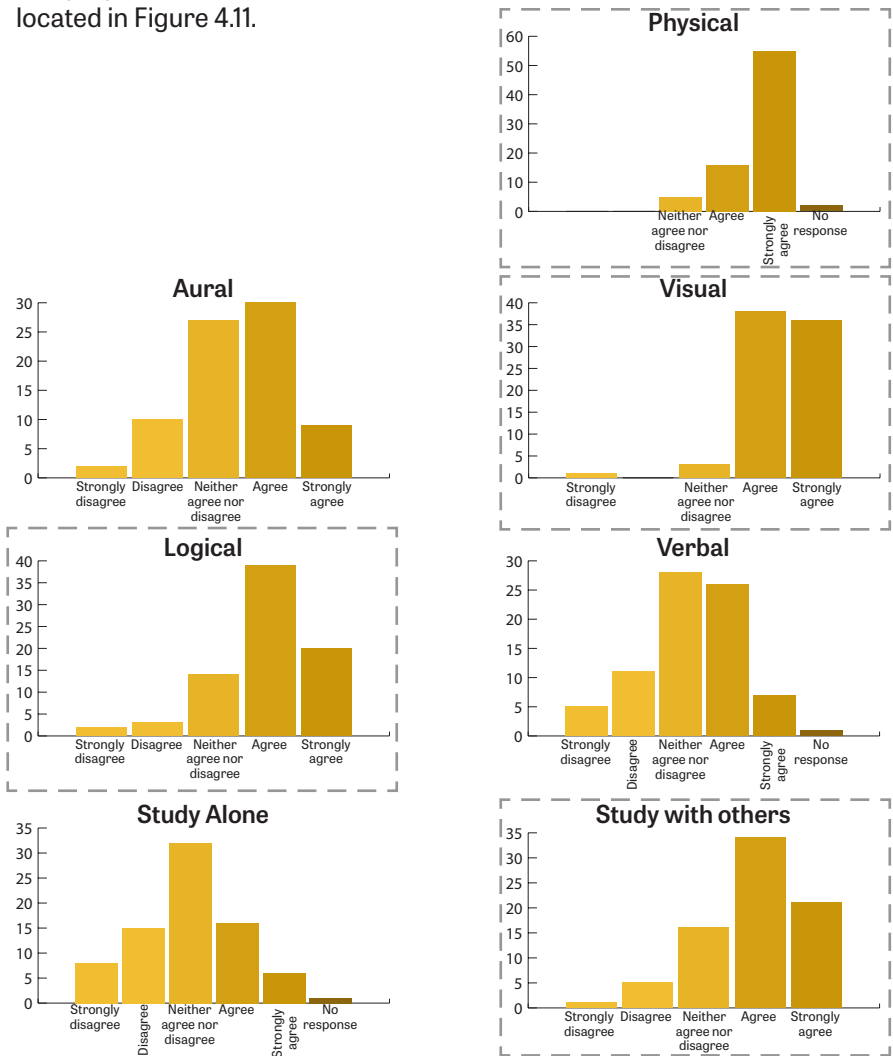 located in Figure 4.11.
Physical
60
50
40
30
20
10
0
Neither
agree nor
disagree
Agree
Strongly
agree
No
response
Aural
30
25
20
15
10
5
0
Strongly
disagree
Disagree
Neither
agree nor
disagree
Agree
Strongly
agree
Visual
40
35
30
25
20
15
10
5
0
Strongly
disagree
Neither
agree nor
disagree
Agree
Strongly
agree
Logical
40
35
30
25
20
15
10
5
0
Strongly
disagree
Disagree
Neither
agree nor
disagree
Agree
Strongly
agree
Verbal
30
25
20
15
10
5
0
Strongly
disagree
Disagree
Neither
agree nor
disagree
Agree
Strongly
agree
No
response
Study Alone
35
30
25
20
15
10
5
0
Strongly
disagree
Disagree
Neither
agree nor
disagree
Agree
Strongly
agree
No
response
Study with others
35
30
25
20
15
10
5
0
Strongly
disagree
Disagree
Neither
agree nor
disagree
Agree
Strongly
agree